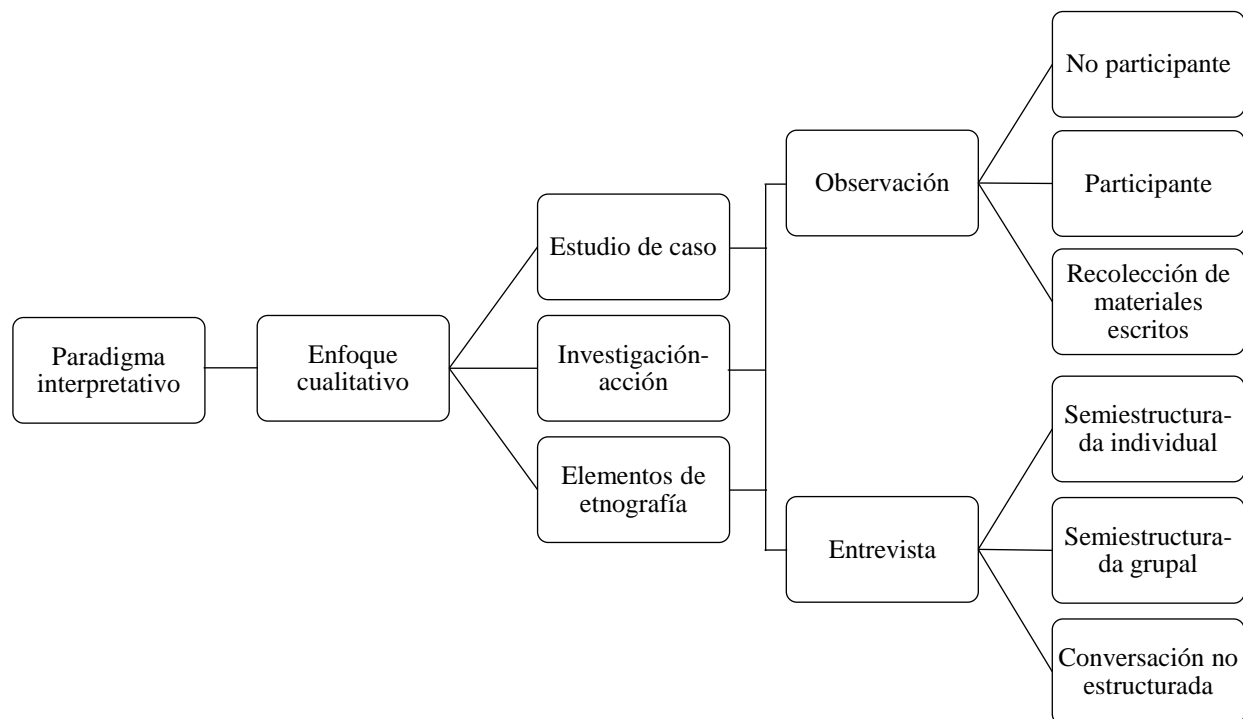 Paradigma
interpretativo
Enfoque
cualitativo
Estudio de caso
Investigación-
acción
Elementos de
etnografía
Observación
No participante
Participante
Recolección de
materiales
escritos
Entrevista
Semiestructura-
da individual
Semiestructura-
da grupal
Conversación no
estructurada